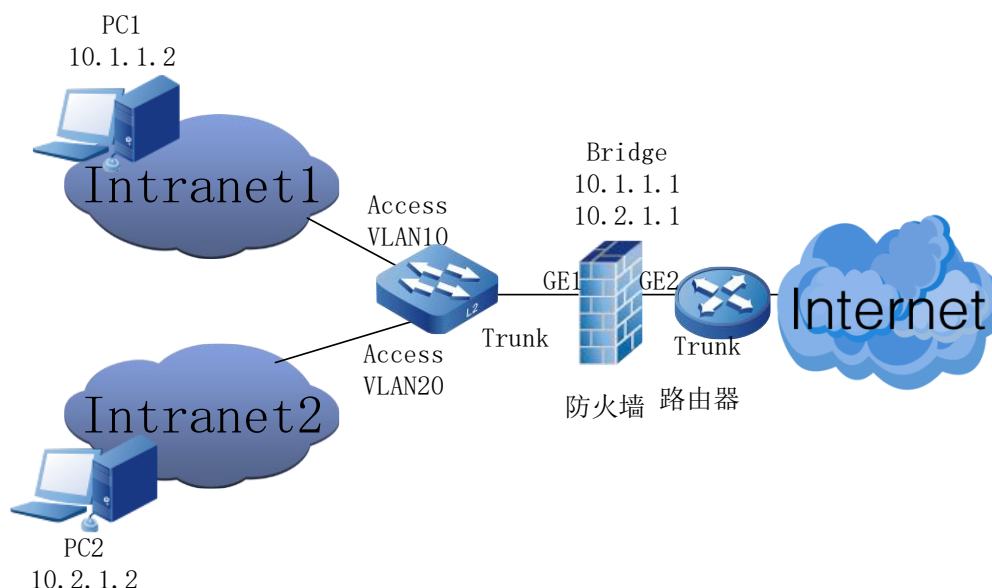 PC1
10.1.1.2
Intranet1
Access
VLAN10
Bridge
10.1.1.1
10.2.1.1
GE1
GE2
L2
Trunk
Trunk
Internet
防火墙
路由器
Access
VLAN20
Intranet2
PC2
10.2.1.2